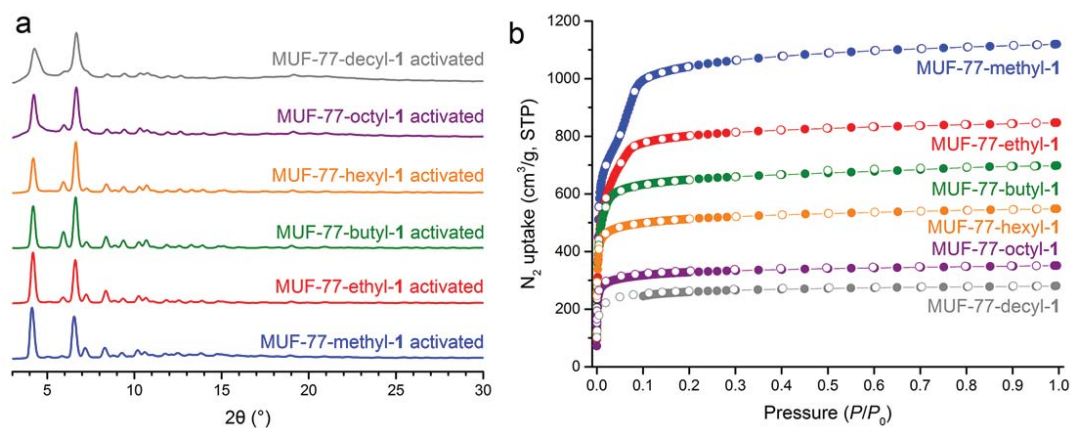 a
MUF-77-decyl-1 activated
MUF-77-octyl-1 activated
MUF-77-hexyl-1 activated
MUF-77-butyl-1 activated
MUF-77-ethyl-1 activated
MUF-77-methyl-1 activated
5 10 15 20 25 30
2θ (°)
b
1200
1000
800
600
400
200
0
N₂ uptake (cm³/g, STP)
MUF-77-methyl-1
MUF-77-ethyl-1
MUF-77-butyl-1
MUF-77-hexyl-1
MUF-77-octyl-1
MUF-77-decyl-1
0.0 0.1 0.2 0.3 0.4 0.5 0.6 0.7 0.8 0.9 1.0
Pressure (P/P₀)